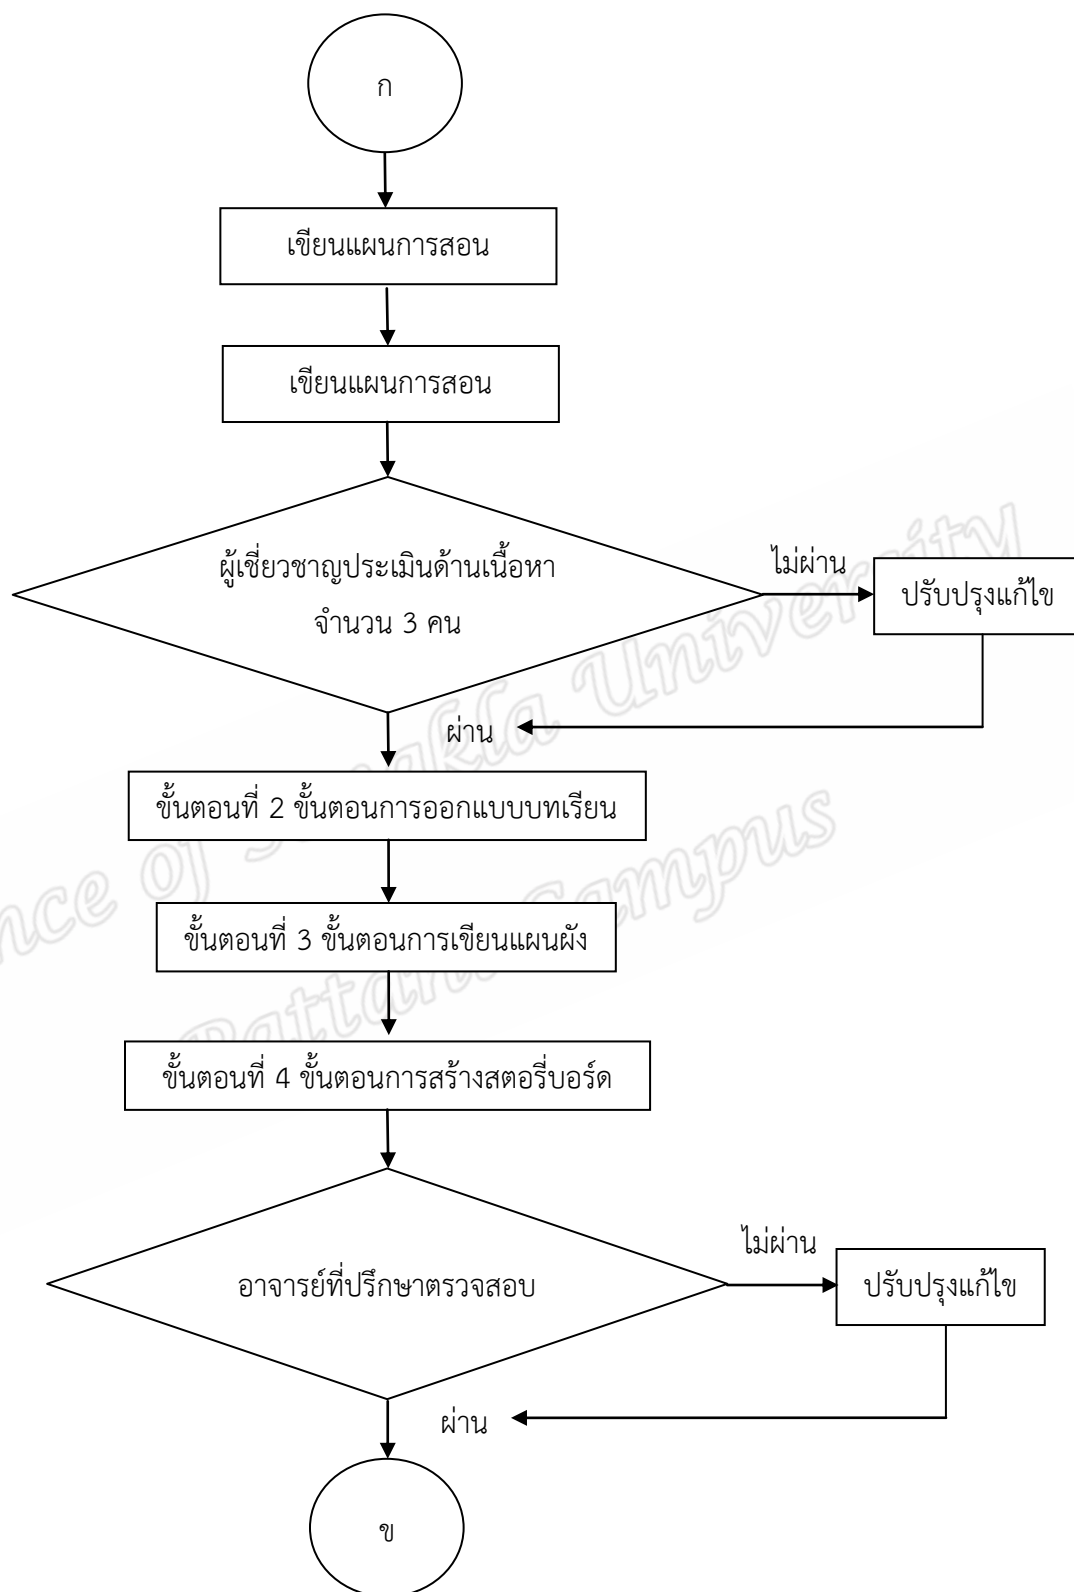 ก
เขียนแผนการสอน
เขียนแผนการสอน
ผู้เชี่ยวชาญประเมินด้านเนื้อหา
จำนวน 3 คน
ไม่ผ่าน
ปรับปรุงแก้ไข
ผ่าน
ขั้นตอนที่ 2 ขั้นตอนการออกแบบบทเรียน
ขั้นตอนที่ 3 ขั้นตอนการเขียนแผนผัง
ขั้นตอนที่ 4 ขั้นตอนการสร้างสตอรี่บอร์ด
อาจารย์ที่ปรึกษาตรวจสอบ
ไม่ผ่าน
ปรับปรุงแก้ไข
ผ่าน
ข
nce of Songkla University
Pattani Campus